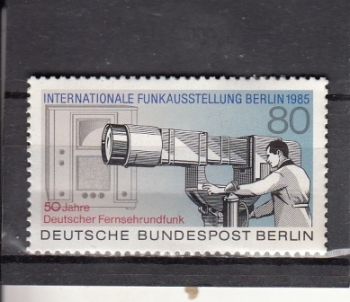 INTERNATIONALE FUNKAUSSTELLUNG BERLIN 1985
80
50 Jahre
Deutscher Fernsehrundfunk
DEUTSCHE BUNDESPOST BERLIN